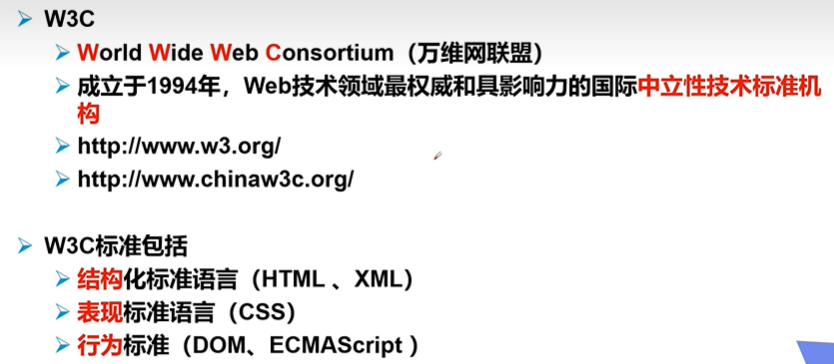 W3C
World Wide Web Consortium（万维网联盟）
成立于1994年，Web技术领域最权威和具影响力的国际中立性技术标准机
构
http://www.w3.org/
http://www.chinaw3c.org/
W3C标准包括
结构化标准语言（HTML 、XML）
表现标准语言（CSS）
行为标准（DOM、ECMAScript ）